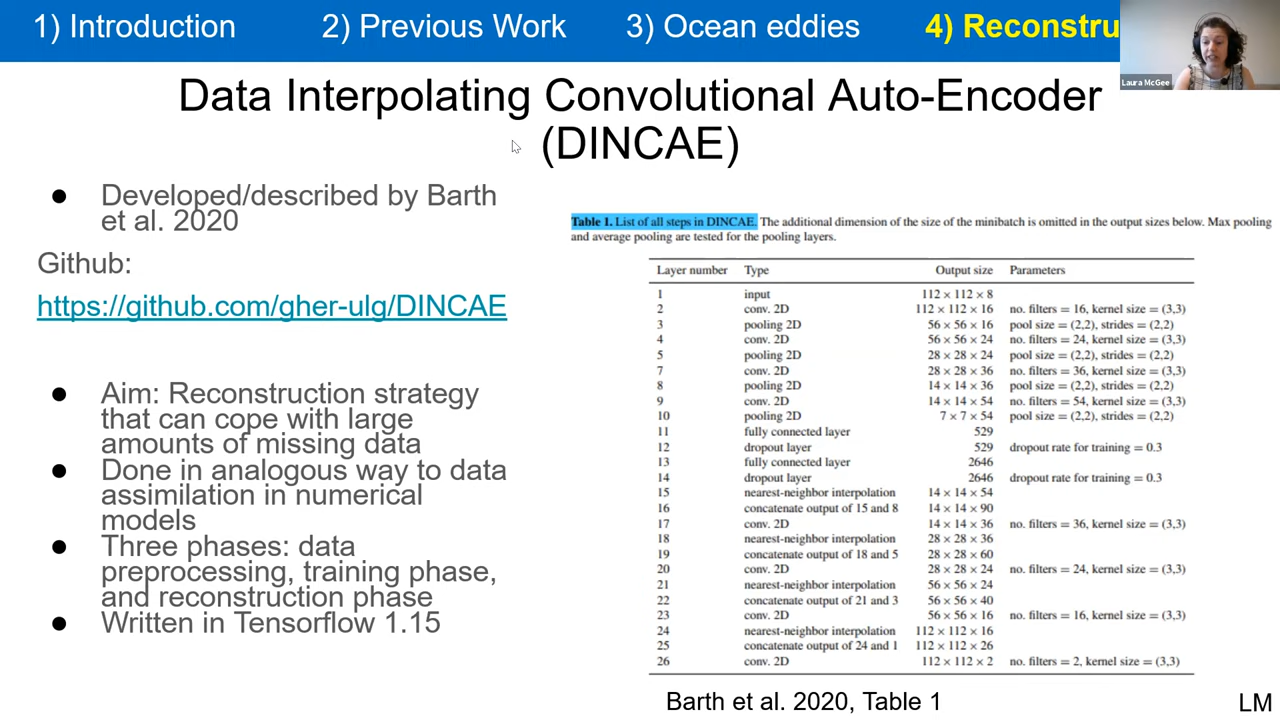 1) Introduction 2) Previous Work 3) Ocean eddies 4) Reconstru
Laura McGee
Data Interpolating Convolutional Auto-Encoder
(DINCAE)
● Developed/described by Barth
et al. 2020
Github:
https://github.com/gher-ulg/DINCAE
● Aim: Reconstruction strategy
that can cope with large
amounts of missing data
● Done in analogous way to data
assimilation in numerical
models
● Three phases: data
preprocessing, training phase,
and reconstruction phase
● Written in Tensorflow 1.15
Table 1. List of all steps in DINCAE. The additional dimension of the size of the minibatch is omitted in the output sizes below. Max pooling
and average pooling are tested for the pooling layers.
Layer number Type Output size Parameters
1 input 112 × 112 × 8
2 conv. 2D 112 × 112 × 16 no. filters = 16, kernel size = (3,3)
3 pooling 2D 56 × 56 × 16 pool size = (2,2), strides = (2,2)
4 conv. 2D 56 × 56 × 24 no. filters = 24, kernel size = (3,3)
5 pooling 2D 28 × 28 × 24 pool size = (2,2), strides = (2,2)
7 conv. 2D 28 × 28 × 36 no. filters = 36, kernel size = (3,3)
8 pooling 2D 14 × 14 × 36 pool size = (2,2), strides = (2,2)
9 conv. 2D 14 × 14 × 54 no. filters = 54, kernel size = (3,3)
10 pooling 2D 7 × 7 × 54 pool size = (2,2), strides = (2,2)
11 fully connected layer 529
12 dropout layer 529 dropout rate for training = 0.3
13 fully connected layer 2646
14 dropout layer 2646 dropout rate for training = 0.3
15 nearest-neighbor interpolation 14 × 14 × 54
16 concatenate output of 15 and 8 14 × 14 × 90
17 conv. 2D 14 × 14 × 36 no. filters = 36, kernel size = (3,3)
18 nearest-neighbor interpolation 28 × 28 × 36
19 concatenate output of 18 and 5 28 × 28 × 60
20 conv. 2D 28 × 28 × 24 no. filters = 24, kernel size = (3,3)
21 nearest-neighbor interpolation 56 × 56 × 24
22 concatenate output of 21 and 3 56 × 56 × 40
23 conv. 2D 56 × 56 × 16 no. filters = 16, kernel size = (3,3)
24 nearest-neighbor interpolation 112 × 112 × 16
25 concatenate output of 24 and 1 112 × 112 × 26
26 conv. 2D 112 × 112 × 2 no. filters = 2, kernel size = (3,3)
Barth et al. 2020, Table 1
LM